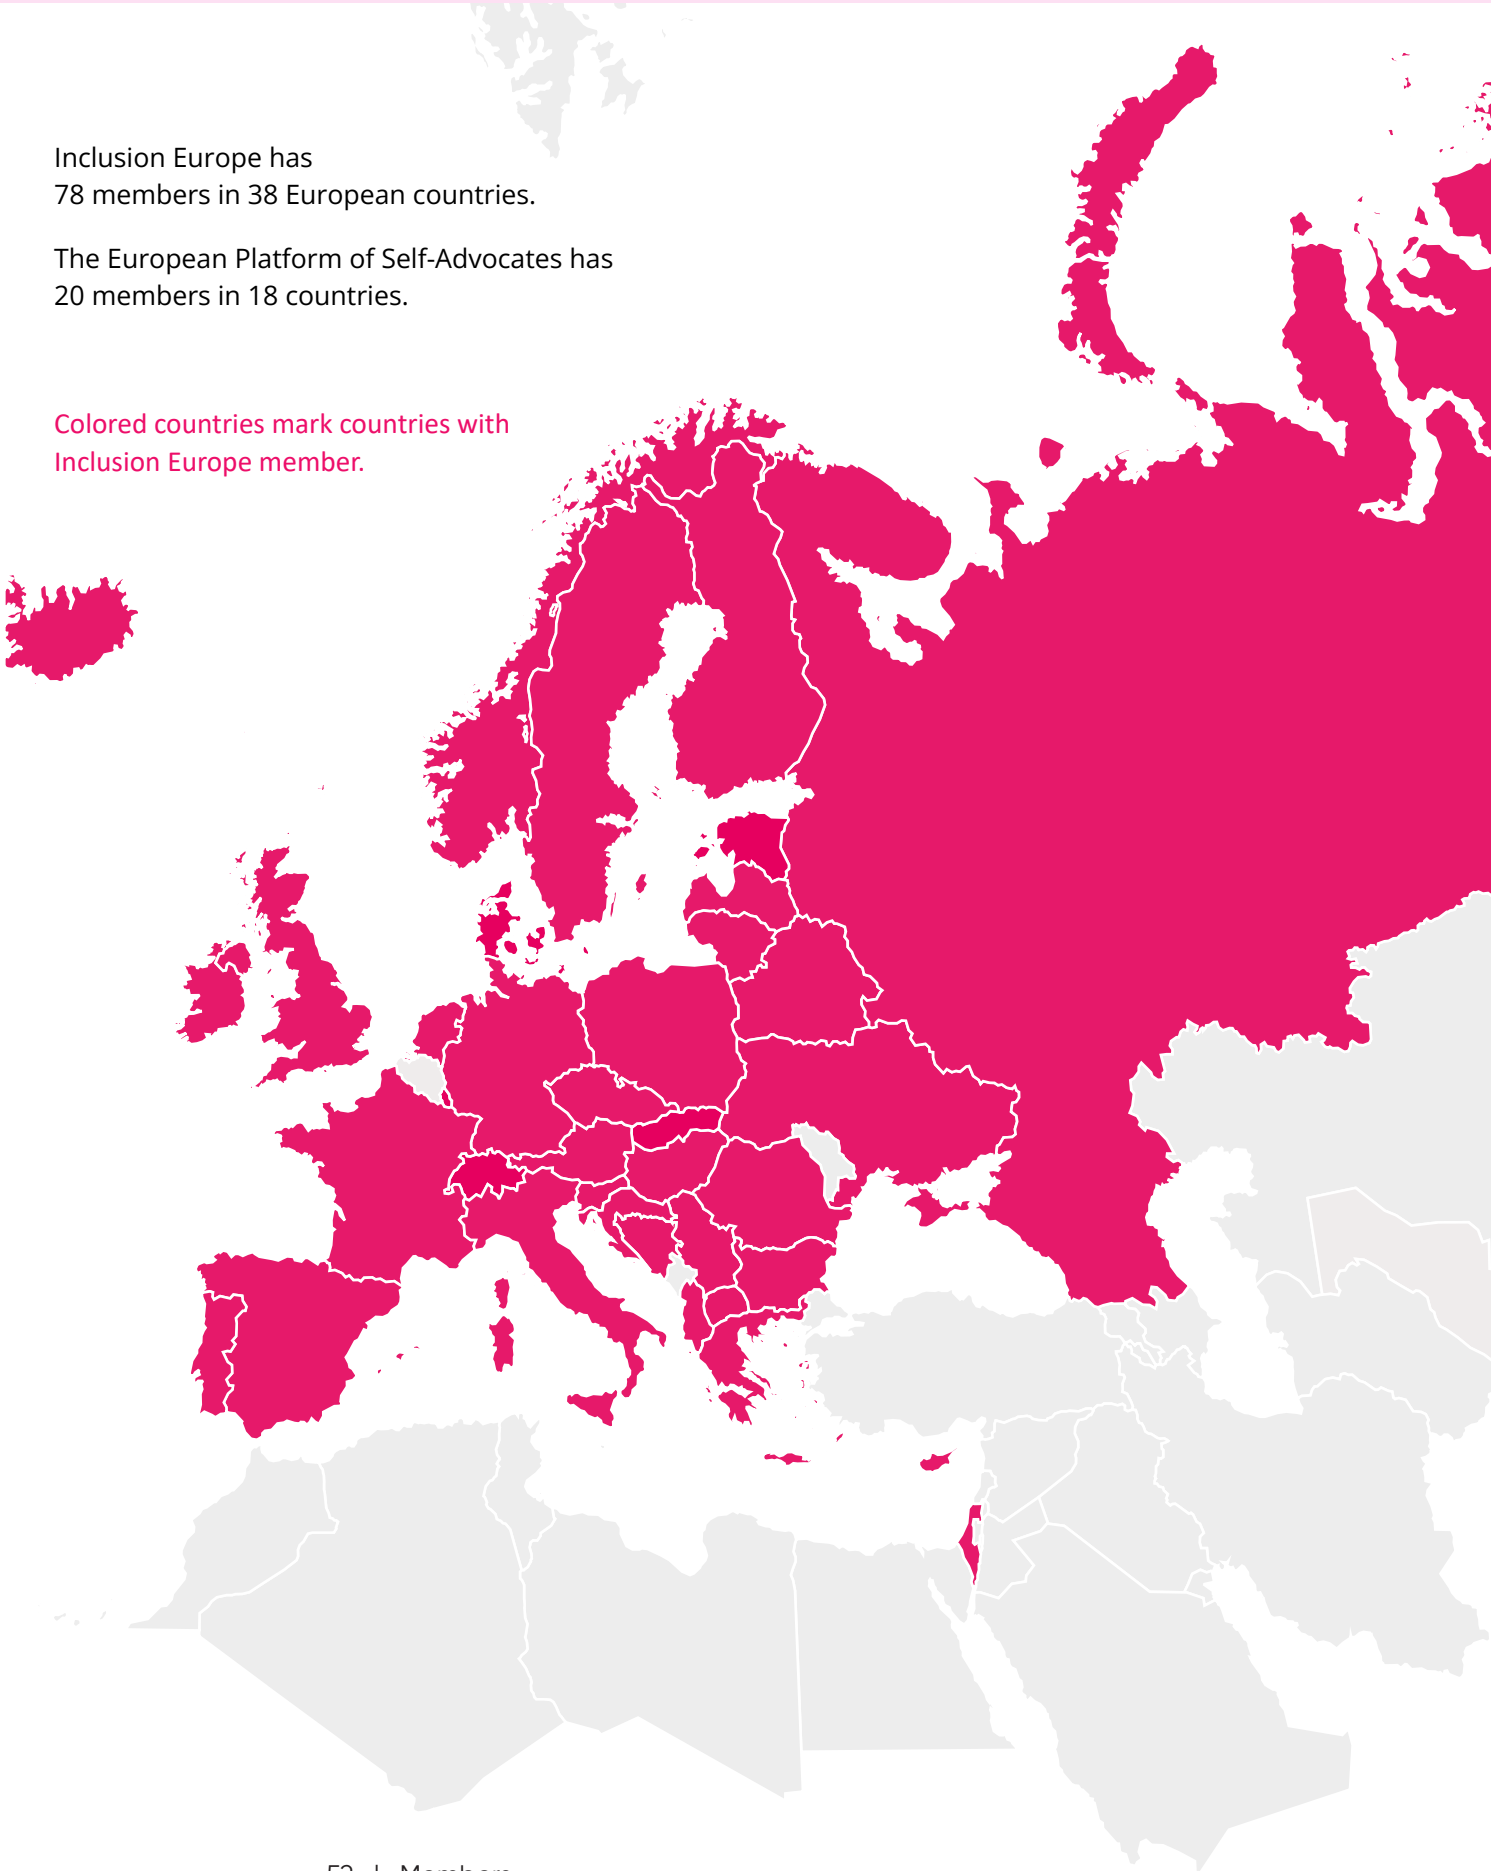 Inclusion Europe has
78 members in 38 European countries.
The European Platform of Self-Advocates has
20 members in 18 countries.
Colored countries mark countries with
Inclusion Europe member.
| Members